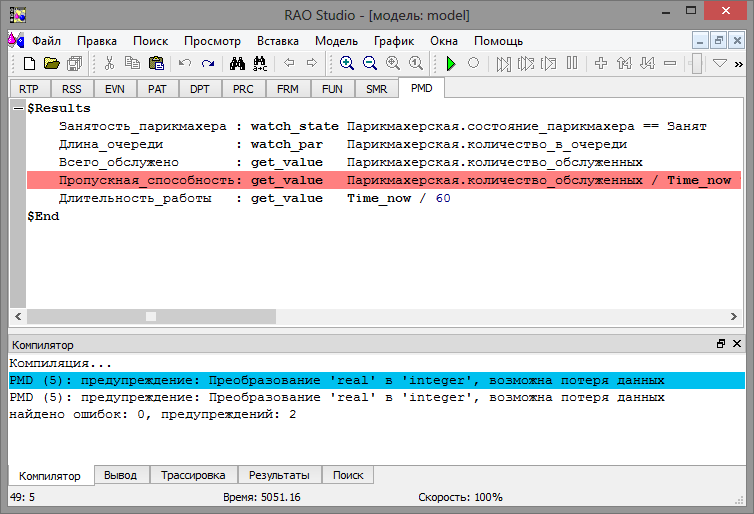 RAO Studio - [модель: model]
Файл Правка Поиск Просмотр Вставка Модель График Окна Помощь
RTP RSS EVN PAT DPT PRC FRM FUN SMR PMD
$Results
Занятость_парикмахера : watch_state Парикмахерская.состояние_парикмахера == Занят
Длина_очереди : watch_par Парикмахерская.количество_в_очереди
Всего_обслужено : get_value Парикмахерская.количество_обслуженных
Пропускная_способность: get_value Парикмахерская.количество_обслуженных / Time_now
Длительность_работы : get_value Time_now / 60
$End
Компилятор
Компиляция...
PMD (5): предупреждение: Преобразование 'real' в 'integer', возможна потеря данных
PMD (5): предупреждение: Преобразование 'real' в 'integer', возможна потеря данных
найдено ошибок: 0, предупреждений: 2
Компилятор Вывод Трассировка Результаты Поиск
49: 5 Время: 5051.16 Скорость: 100%